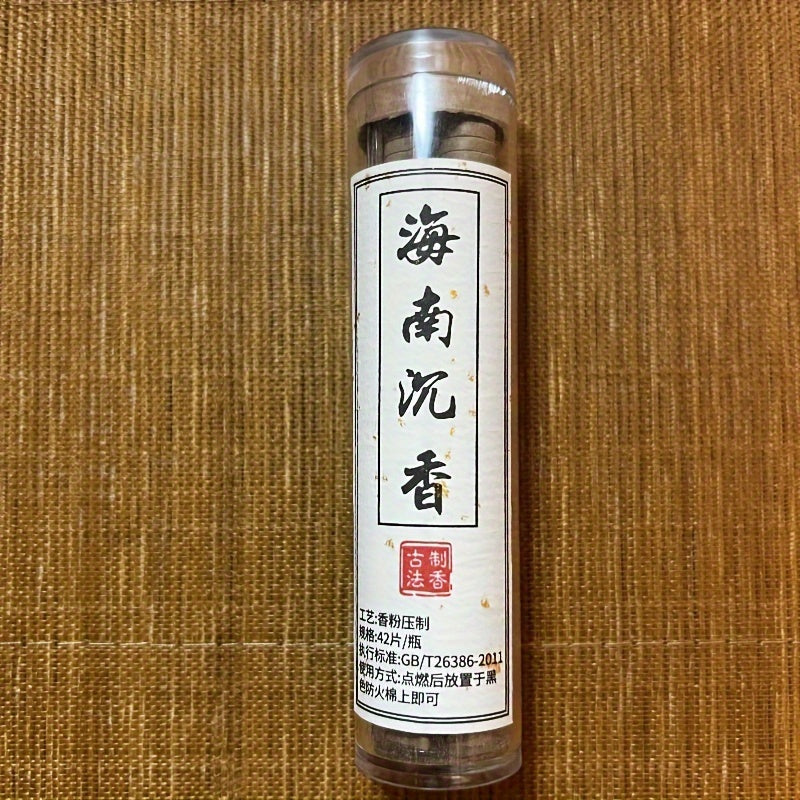 海南沉香
古法
制香
工艺:香粉压制
规格:42片/瓶
执行标准:GB/T26386-2011
使用方式:点燃后放置于黑
色防火棉上即可